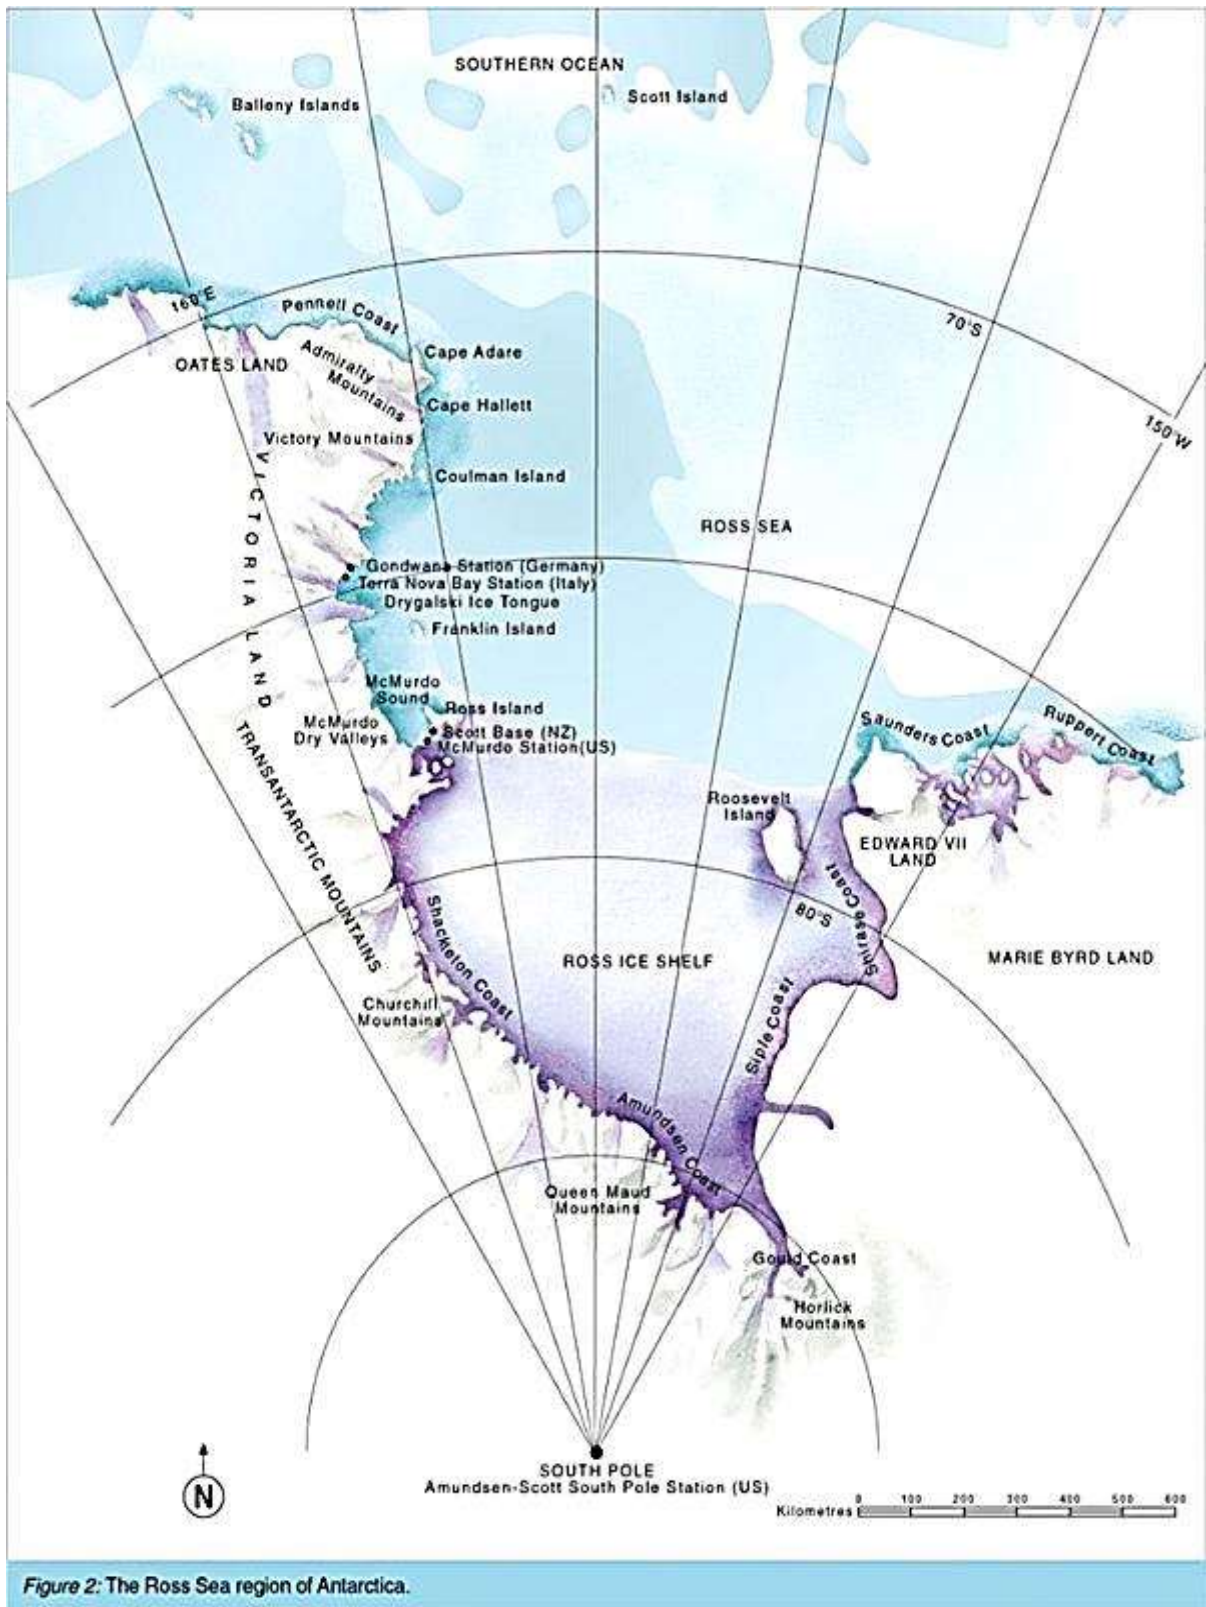 SOUTHERN OCEAN
Scott Island
Balleny Islands
160°E
Pennell Coast
70°S
Cape Adare
OATES LAND
Admiralty
Mountains
Cape Hallett
150°W
Victory Mountains
Coulman Island
VICTORIA LAND
ROSS SEA
Gondwana Station (Germany)
Terra Nova Bay Station (Italy)
Drygalski Ice Tongue
Franklin Island
McMurdo
Sound
Ross Island
McMurdo
Dry Valleys
Scott Base (NZ)
McMurdo Station(US)
Saunders Coast
Ruppert Coast
TRANSANTARCTIC MOUNTAINS
Roosevelt
Island
EDWARD VII
LAND
80°S
Shirase Coast
Shackleton Coast
ROSS ICE SHELF
MARIE BYRD LAND
Churchill
Mountains
Siple Coast
Amundsen Coast
Queen Maud
Mountains
Gould Coast
Horlick
Mountains
N
SOUTH POLE
Amundsen-Scott South Pole Station (US)
Kilometres 0 100 200 300 400 500 600
Figure 2: The Ross Sea region of Antarctica.